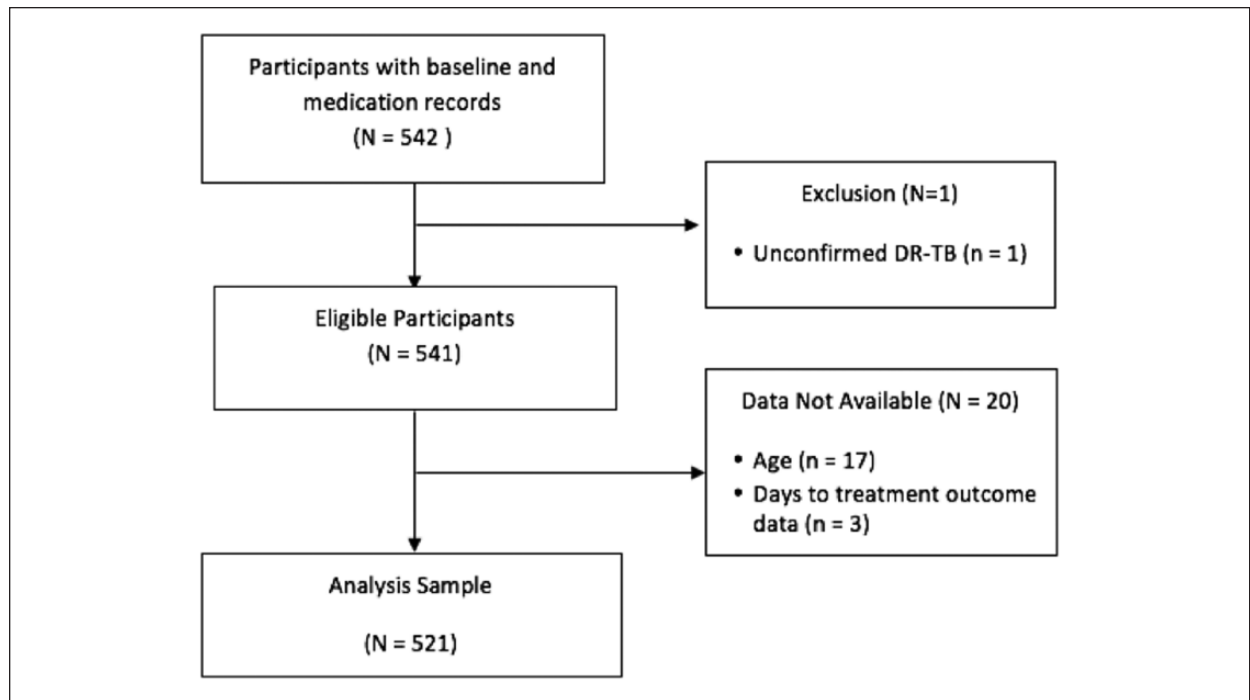 Participants with baseline and
medication records
(N = 542 )
Exclusion (N=1)
• Unconfirmed DR-TB (n = 1)
Eligible Participants
(N = 541)
Data Not Available (N = 20)
• Age (n = 17)
• Days to treatment outcome
data (n = 3)
Analysis Sample
(N = 521)